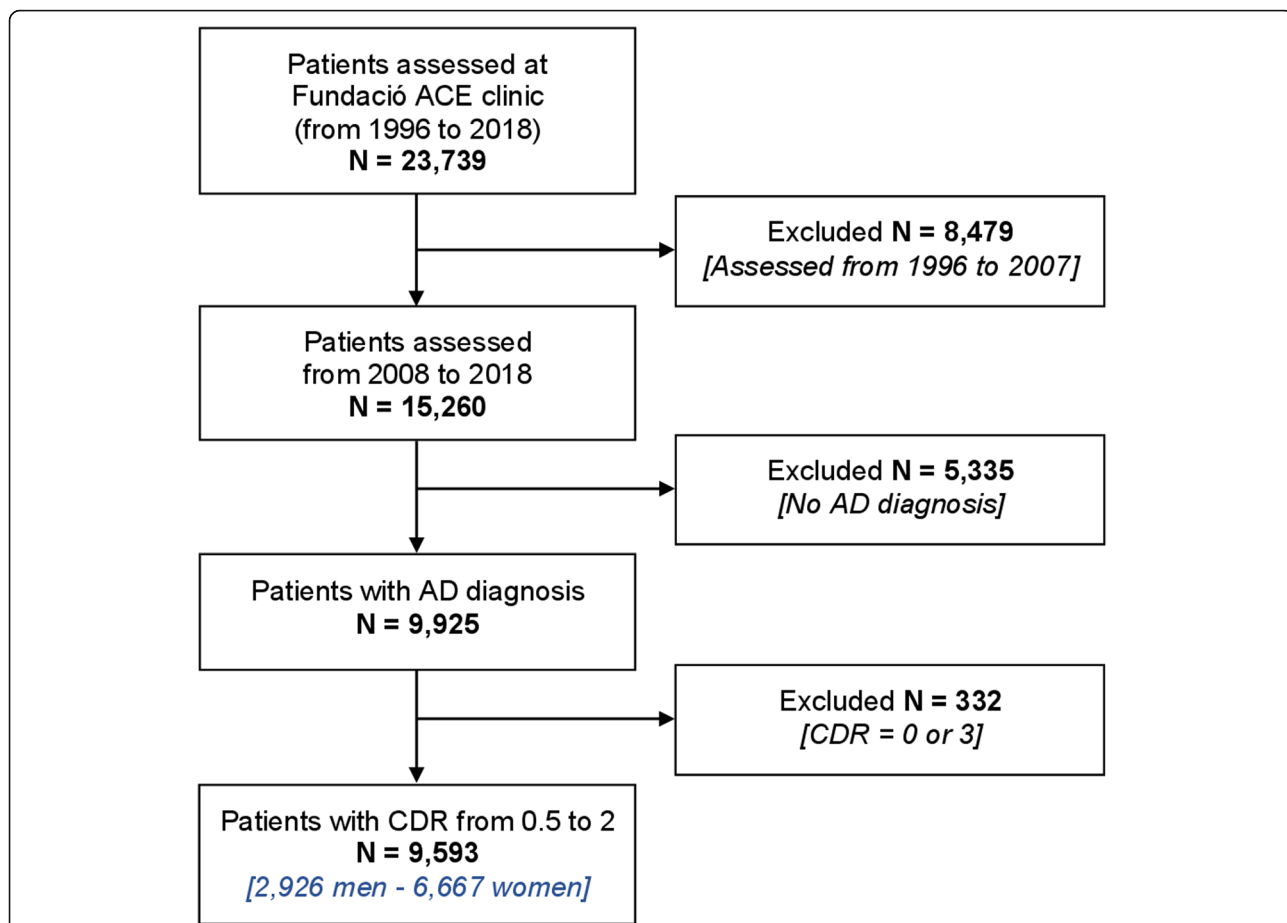 Patients assessed at
Fundació ACE clinic
(from 1996 to 2018)
N = 23,739
Excluded N = 8,479
[Assessed from 1996 to 2007]
Patients assessed
from 2008 to 2018
N = 15,260
Excluded N = 5,335
[No AD diagnosis]
Patients with AD diagnosis
N = 9,925
Excluded N = 332
[CDR = 0 or 3]
Patients with CDR from 0.5 to 2
N = 9,593
[2,926 men - 6,667 women]